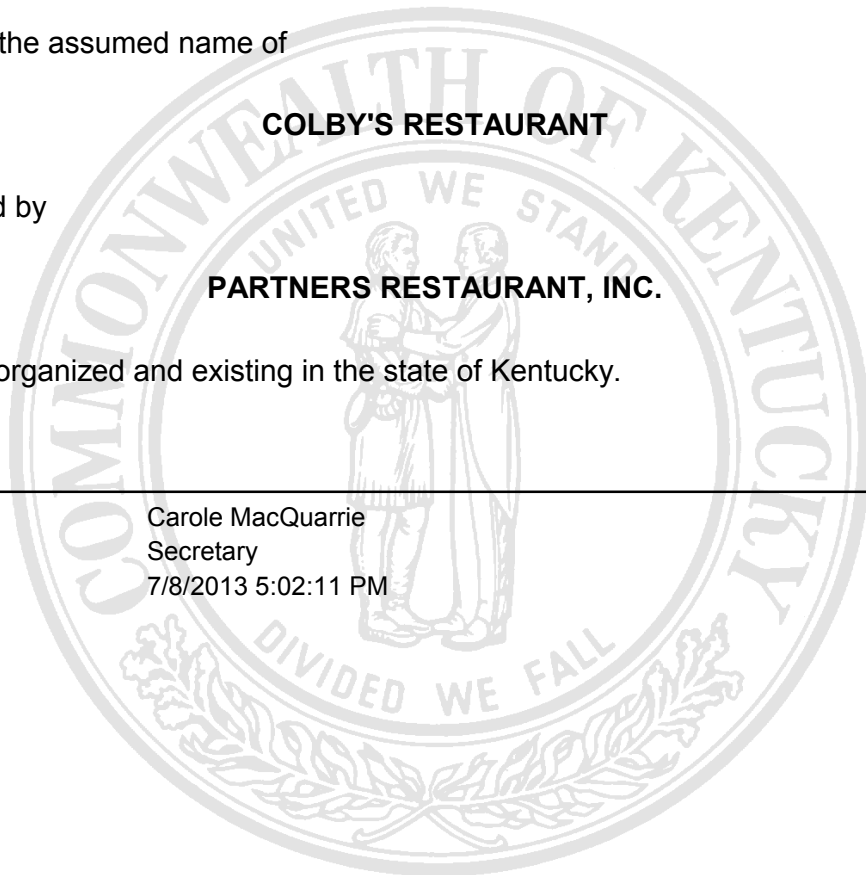 the assumed name of
COLBY'S RESTAURANT
d by
PARTNERS RESTAURANT, INC.
organized and existing in the state of Kentucky.
Carole MacQuarrie
Secretary
7/8/2013 5:02:11 PM
COMMONWEALTH OF KENTUCKY
UNITED WE STAND
DIVIDED WE FALL